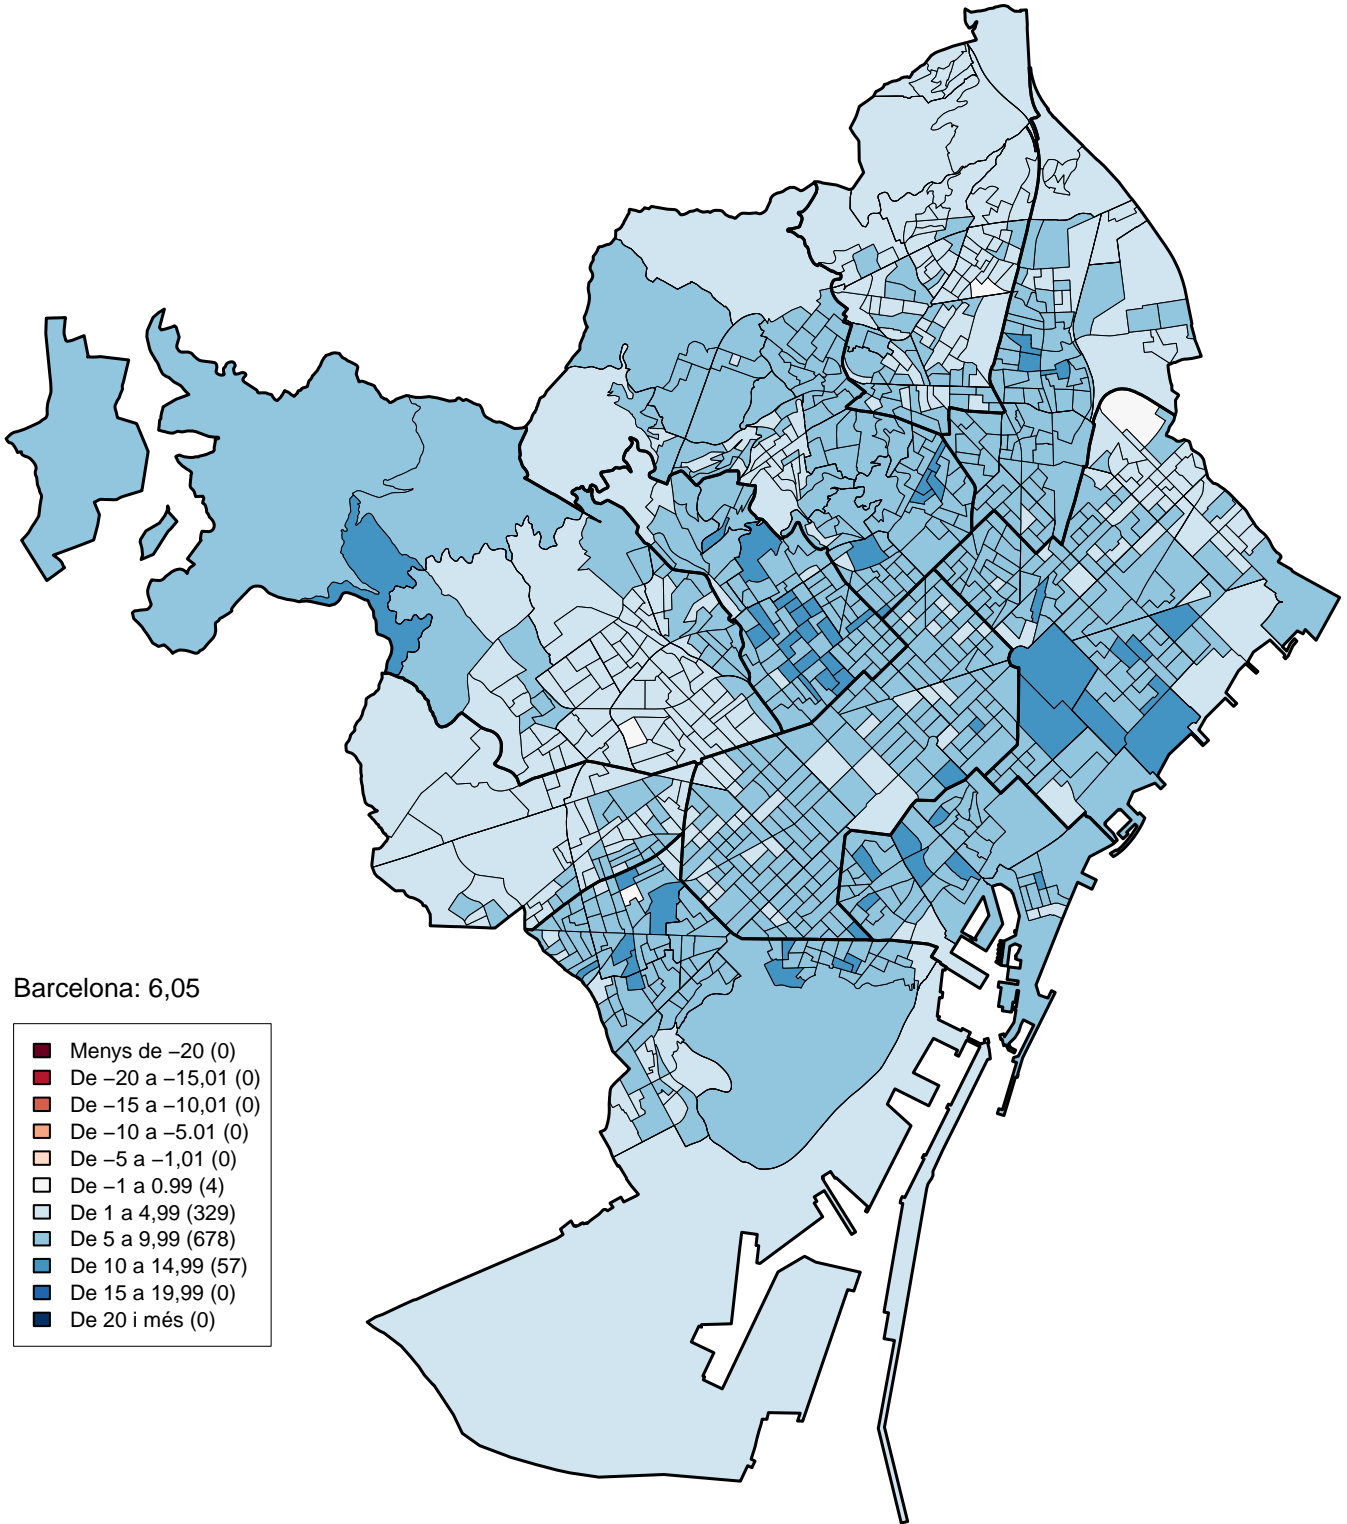 Barcelona: 6,05
Menys de −20 (0)
De −20 a −15,01 (0)
De −15 a −10,01 (0)
De −10 a −5.01 (0)
De −5 a −1,01 (0)
De −1 a 0.99 (4)
De 1 a 4,99 (329)
De 5 a 9,99 (678)
De 10 a 14,99 (57)
De 15 a 19,99 (0)
De 20 i més (0)